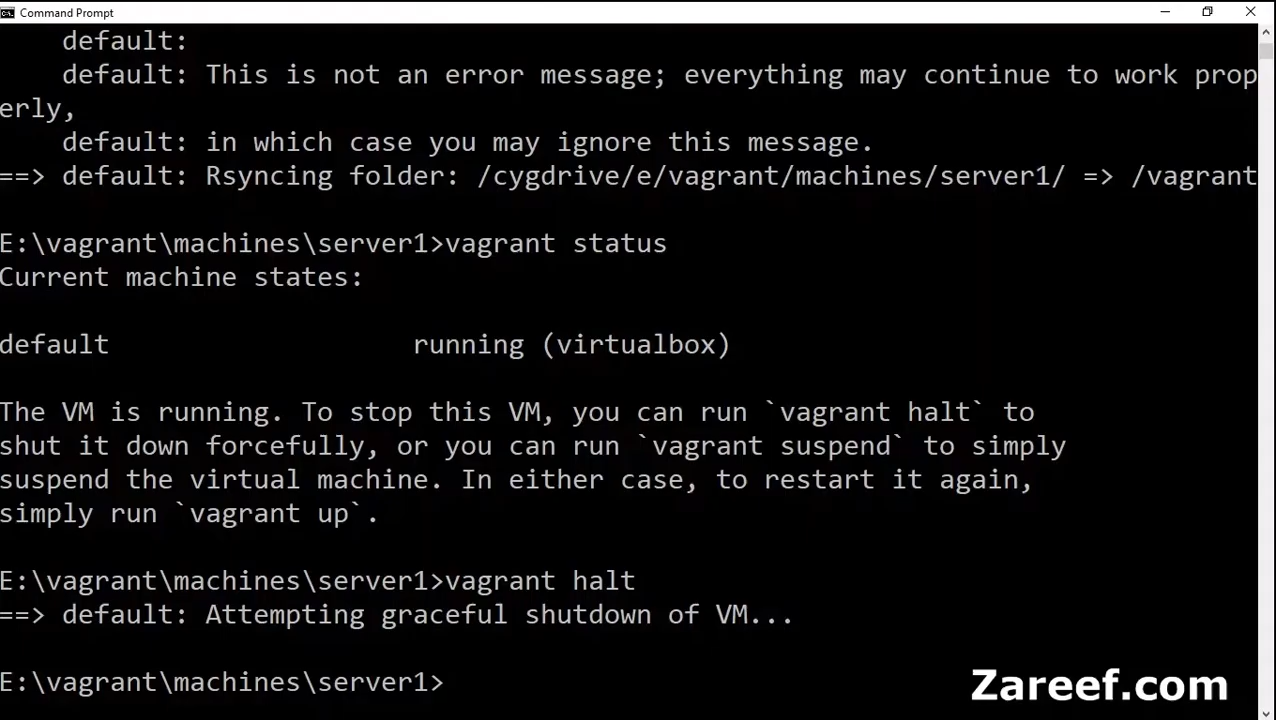 Command Prompt
default:
default: This is not an error message; everything may continue to work prop
erly,
default: in which case you may ignore this message.
==> default: Rsyncing folder: /cygdrive/e/vagrant/machines/server1/ => /vagrant
E:\vagrant\machines\server1>vagrant status
Current machine states:
default running (virtualbox)
The VM is running. To stop this VM, you can run `vagrant halt` to
shut it down forcefully, or you can run `vagrant suspend` to simply
suspend the virtual machine. In either case, to restart it again,
simply run `vagrant up`.
E:\vagrant\machines\server1>vagrant halt
==> default: Attempting graceful shutdown of VM...
E:\vagrant\machines\server1>
Zareef.com